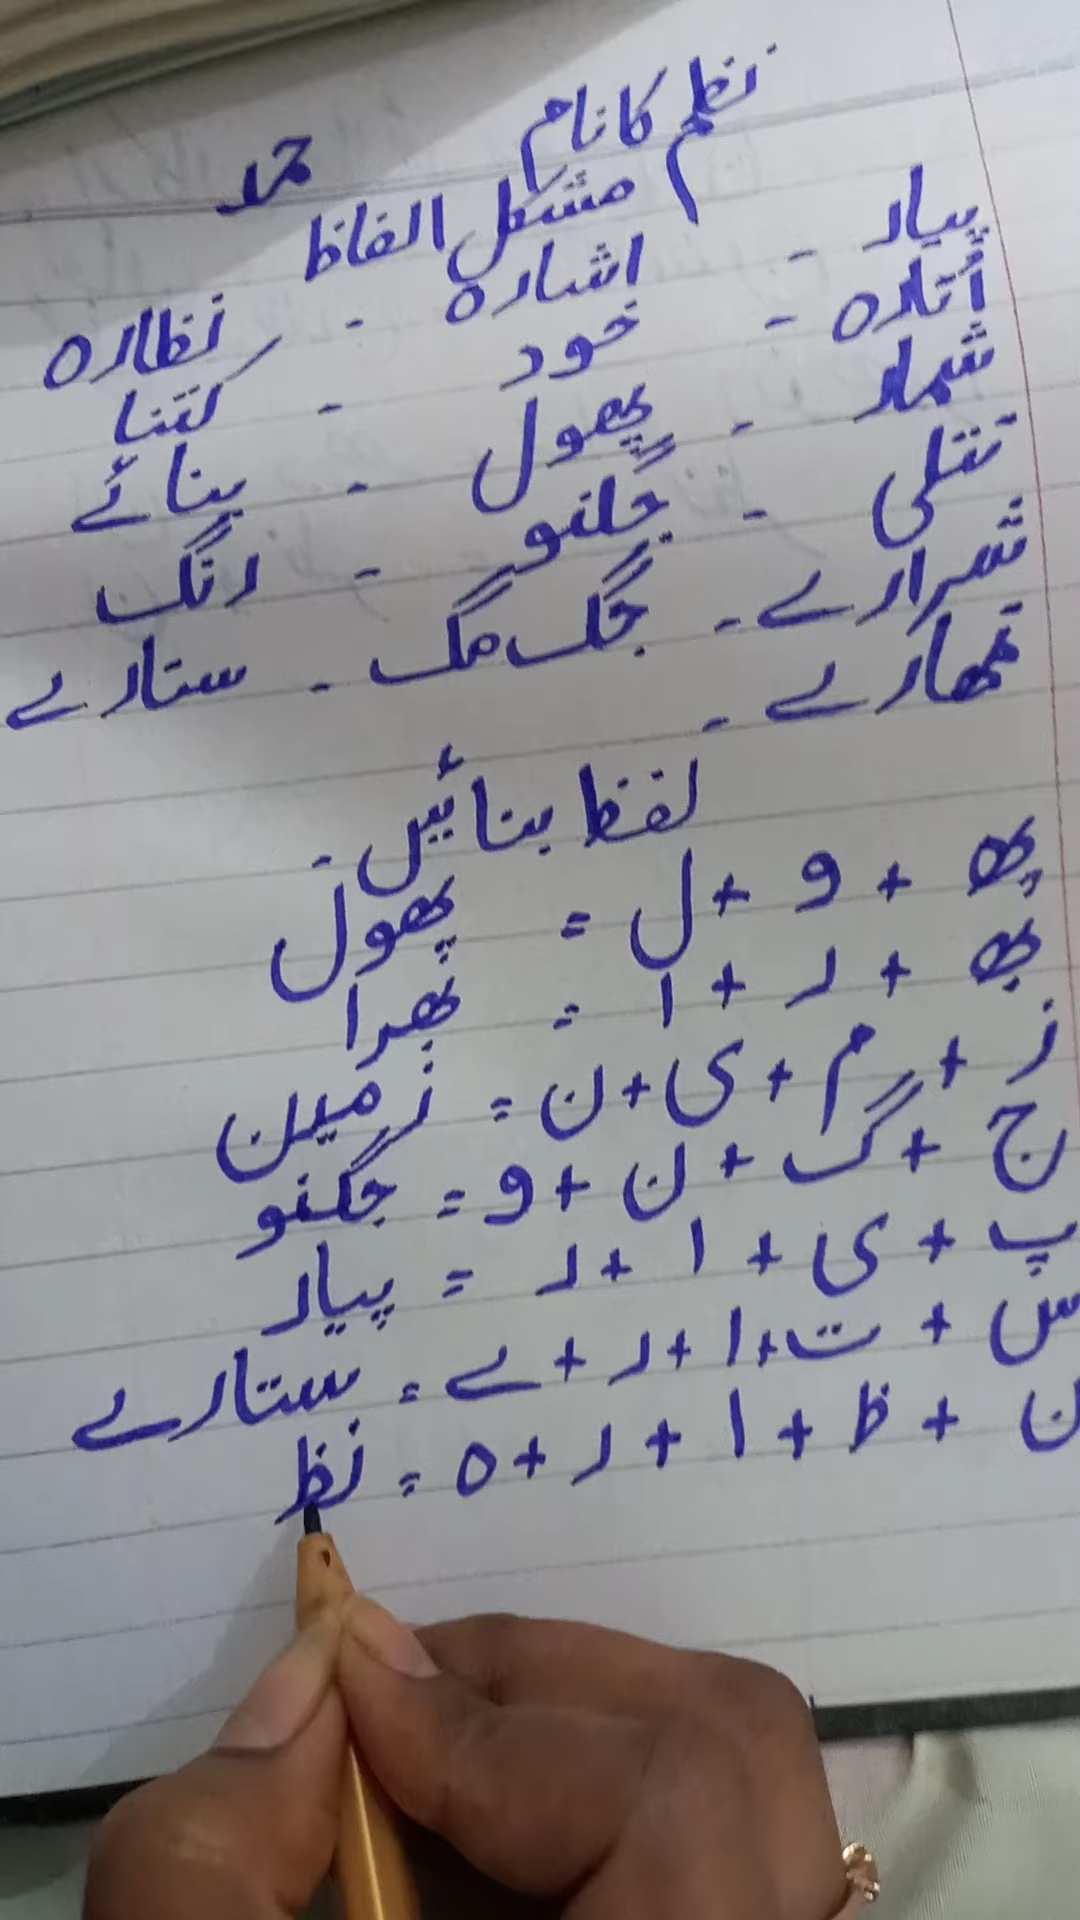 نظم کا نام حمد
مشکل الفاظ
پیار - اشارہ - نظارہ
اُتارہ - خود - کتنا
شمار - پھول - بنائے
تتلی - جگنو - رنگ
شرارے - جگ مگ - ستارے
تمھارے -
لفظ بنائیں -
پھ + و + ل = پھول
بھ + ر + ا = بھرا
ز + م + ی + ن = زمین
ج + گ + ن + و = جگنو
پ + ی + ا + ر = پیار
س + ت + ا + ر + ے = ستارے
ن + ظ + ا + ر + ہ = نظ